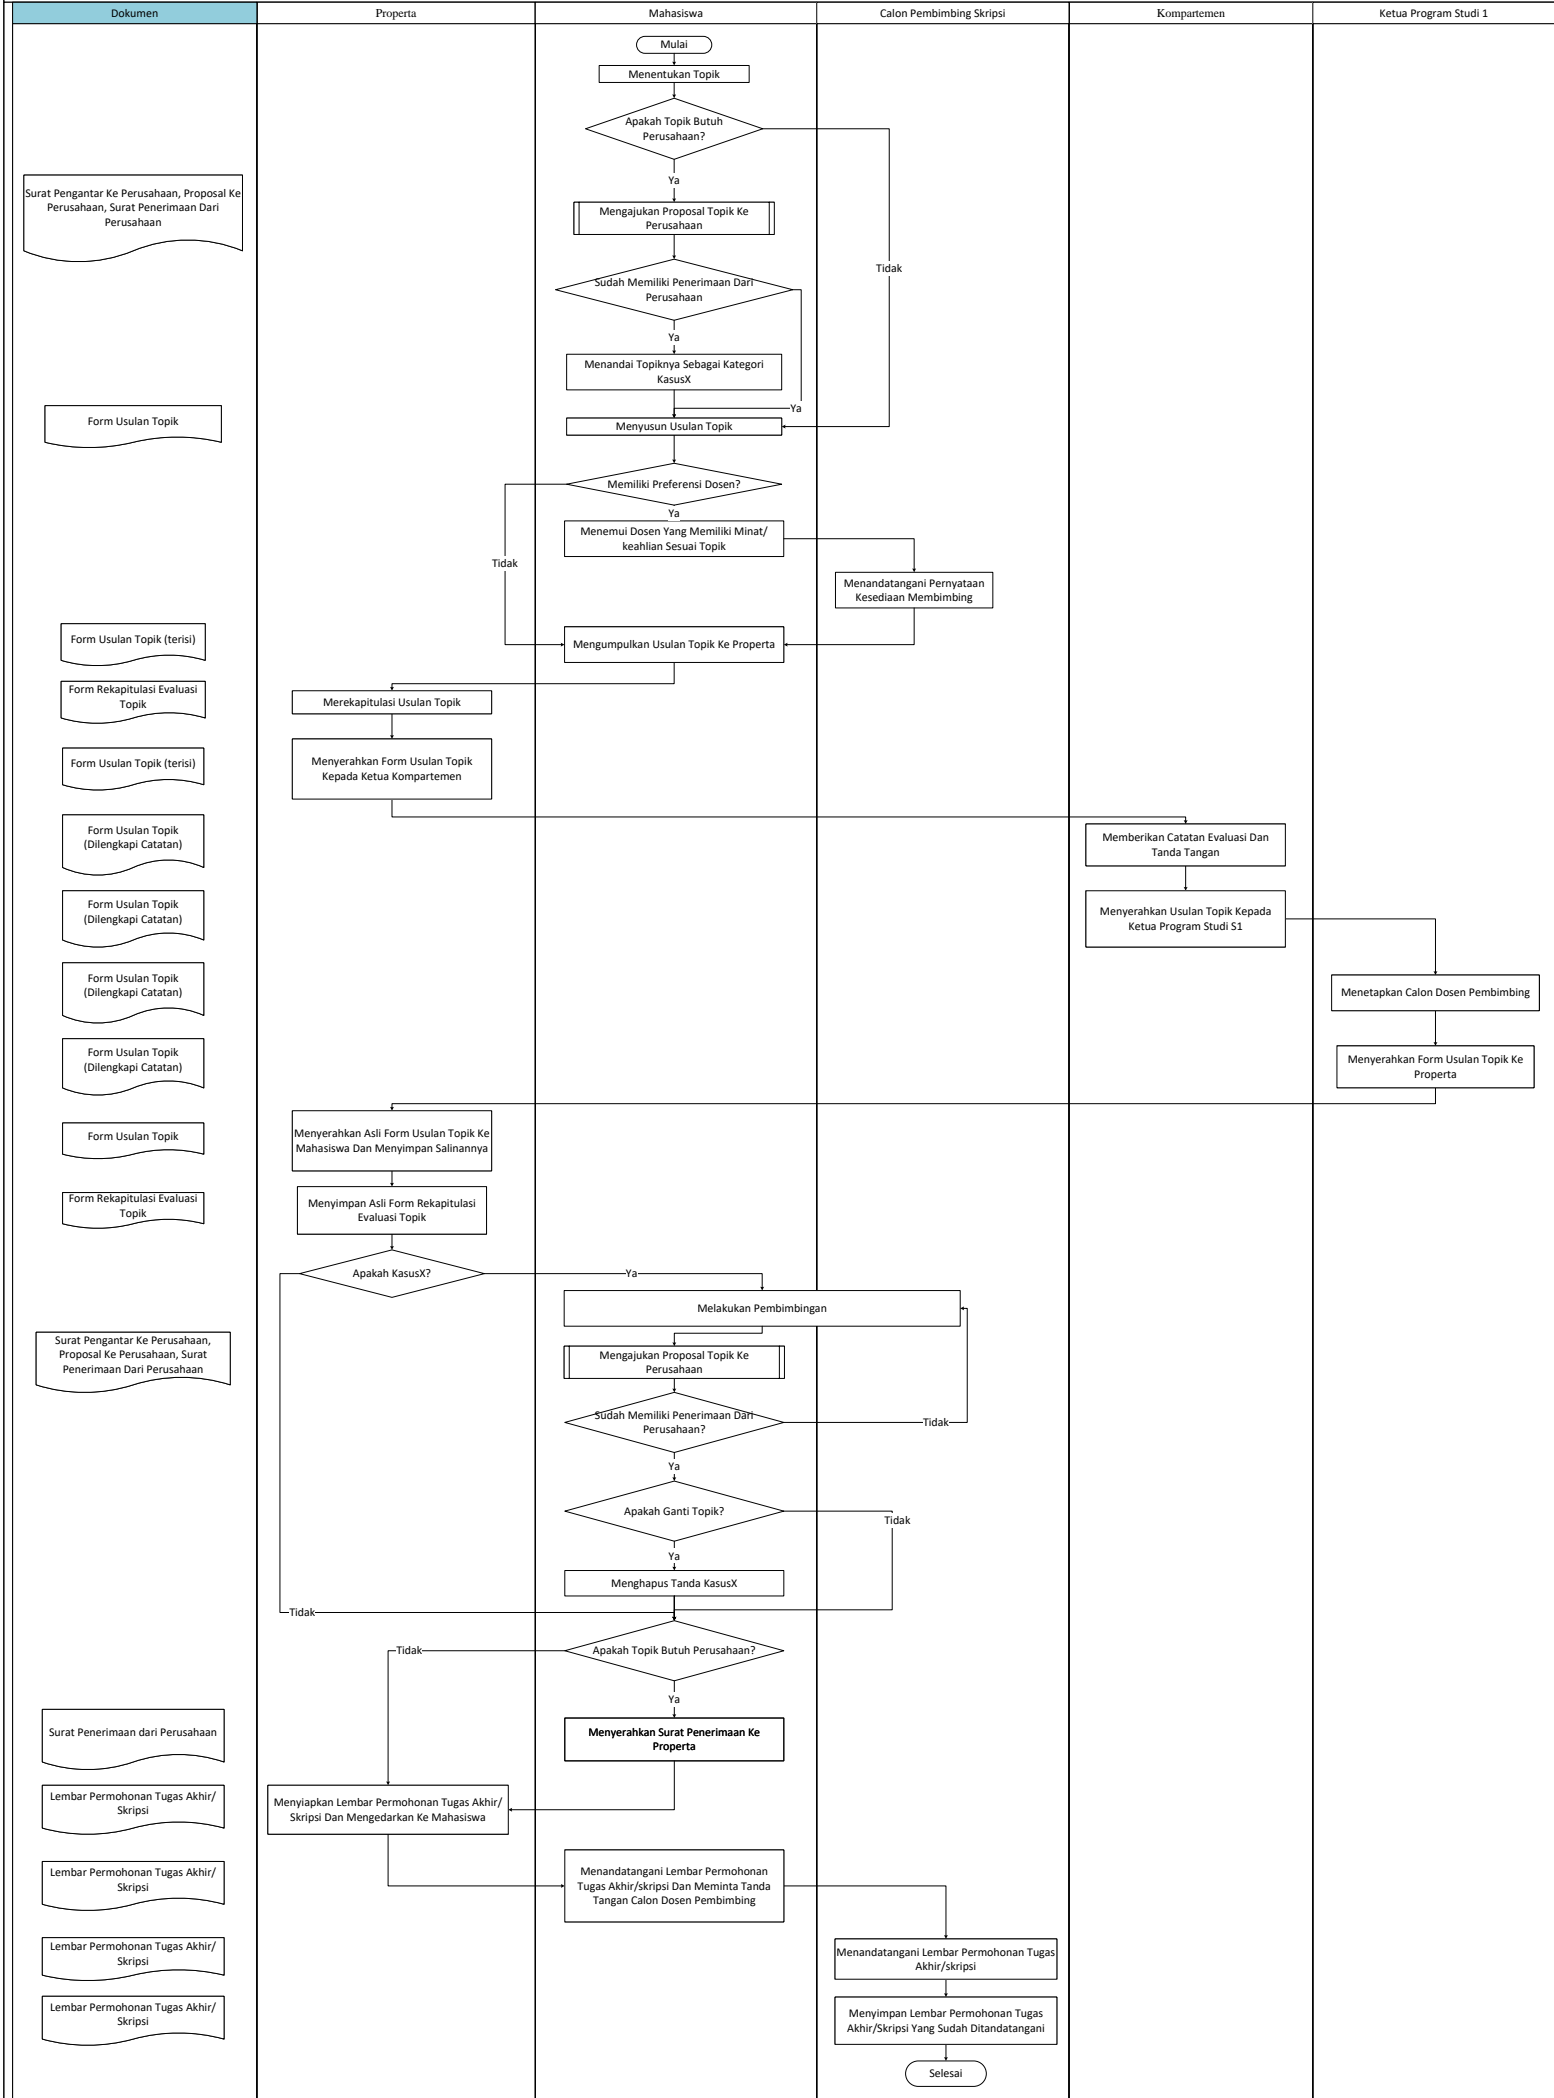 Dokumen
Properta
Mahasiswa
Calon Pembimbing Skripsi
Kompartemen
Ketua Program Studi 1
Mulai
Menentukan Topik
Apakah Topik Butuh
Perusahaan?
Ya
Surat Pengantar Ke Perusahaan, Proposal Ke
Perusahaan, Surat Penerimaan Dari
Perusahaan
Mengajukan Proposal Topik Ke
Perusahaan
Tidak
Sudah Memiliki Penerimaan Dari
Perusahaan
Ya
Menandai Topiknya Sebagai Kategori
KasusX
Ya
Form Usulan Topik
Menyusun Usulan Topik
Memiliki Preferensi Dosen?
Ya
Menemui Dosen Yang Memiliki Minat/
keahlian Sesuai Topik
Tidak
Menandatangani Pernyataan
Kesediaan Membimbing
Form Usulan Topik (terisi)
Mengumpulkan Usulan Topik Ke Properta
Form Rekapitulasi Evaluasi
Topik
Merekapitulasi Usulan Topik
Form Usulan Topik (terisi)
Menyerahkan Form Usulan Topik
Kepada Ketua Kompartemen
Form Usulan Topik
(Dilengkapi Catatan)
Memberikan Catatan Evaluasi Dan
Tanda Tangan
Form Usulan Topik
(Dilengkapi Catatan)
Menyerahkan Usulan Topik Kepada
Ketua Program Studi S1
Form Usulan Topik
(Dilengkapi Catatan)
Menetapkan Calon Dosen Pembimbing
Form Usulan Topik
(Dilengkapi Catatan)
Menyerahkan Form Usulan Topik Ke
Properta
Form Usulan Topik
Menyerahkan Asli Form Usulan Topik Ke
Mahasiswa Dan Menyimpan Salinannya
Form Rekapitulasi Evaluasi
Topik
Menyimpan Asli Form Rekapitulasi
Evaluasi Topik
Apakah KasusX?
Ya
Melakukan Pembimbingan
Surat Pengantar Ke Perusahaan,
Proposal Ke Perusahaan, Surat
Penerimaan Dari Perusahaan
Mengajukan Proposal Topik Ke
Perusahaan
Sudah Memiliki Penerimaan Dari
Perusahaan?
Tidak
Ya
Apakah Ganti Topik?
Tidak
Ya
Menghapus Tanda KasusX
Tidak
Apakah Topik Butuh Perusahaan?
Tidak
Ya
Surat Penerimaan dari Perusahaan
Menyerahkan Surat Penerimaan Ke
Properta
Lembar Permohonan Tugas Akhir/
Skripsi
Menyiapkan Lembar Permohonan Tugas Akhir/
Skripsi Dan Mengedarkan Ke Mahasiswa
Lembar Permohonan Tugas Akhir/
Skripsi
Menandatangani Lembar Permohonan
Tugas Akhir/skripsi Dan Meminta Tanda
Tangan Calon Dosen Pembimbing
Lembar Permohonan Tugas Akhir/
Skripsi
Menandatangani Lembar Permohonan Tugas
Akhir/skripsi
Lembar Permohonan Tugas Akhir/
Skripsi
Menyimpan Lembar Permohonan Tugas
Akhir/Skripsi Yang Sudah Ditandatangani
Selesai